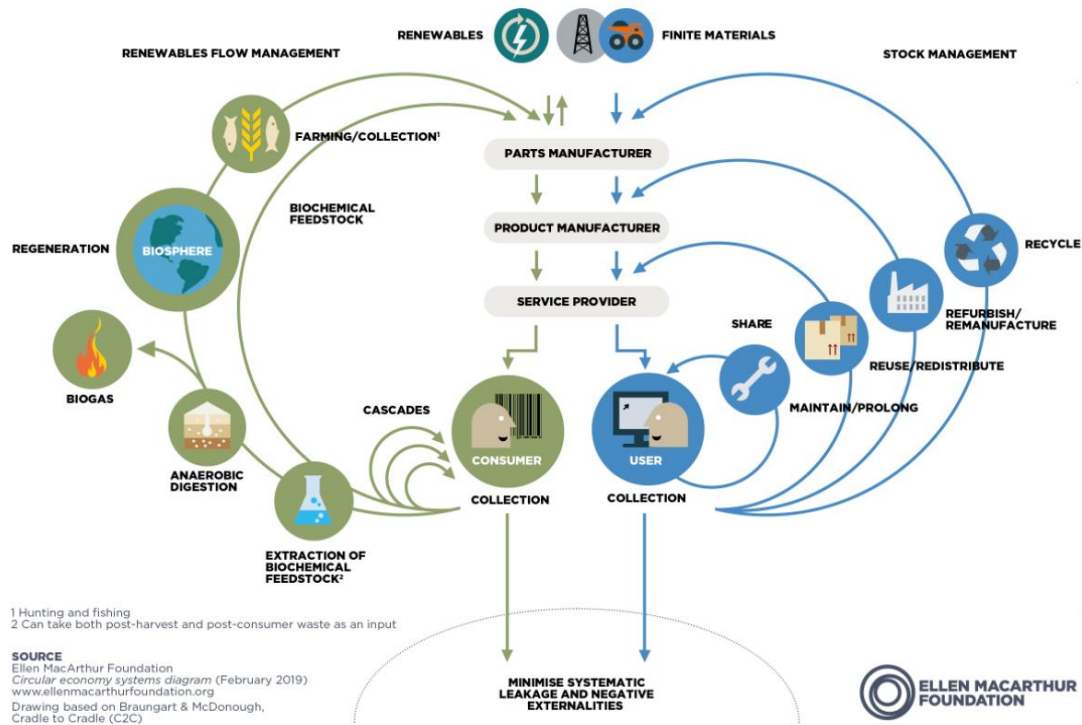 RENEWABLES
FINITE MATERIALS
RENEWABLES FLOW MANAGEMENT
STOCK MANAGEMENT
FARMING/COLLECTION¹
PARTS MANUFACTURER
BIOCHEMICAL
FEEDSTOCK
PRODUCT MANUFACTURER
REGENERATION
BIOSPHERE
RECYCLE
SERVICE PROVIDER
SHARE
REFURBISH/
REMANUFACTURE
REUSE/REDISTRIBUTE
BIOGAS
CASCADES
MAINTAIN/PROLONG
CONSUMER
USER
ANAEROBIC
DIGESTION
COLLECTION
COLLECTION
EXTRACTION OF
BIOCHEMICAL
FEEDSTOCK²
1 Hunting and fishing
2 Can take both post-harvest and post-consumer waste as an input
SOURCE
Ellen MacArthur Foundation
Circular economy systems diagram (February 2019)
www.ellenmacarthurfoundation.org
Drawing based on Braungart & McDonough,
Cradle to Cradle (C2C)
MINIMISE SYSTEMATIC
LEAKAGE AND NEGATIVE
EXTERNALITIES
ELLEN MACARTHUR
FOUNDATION